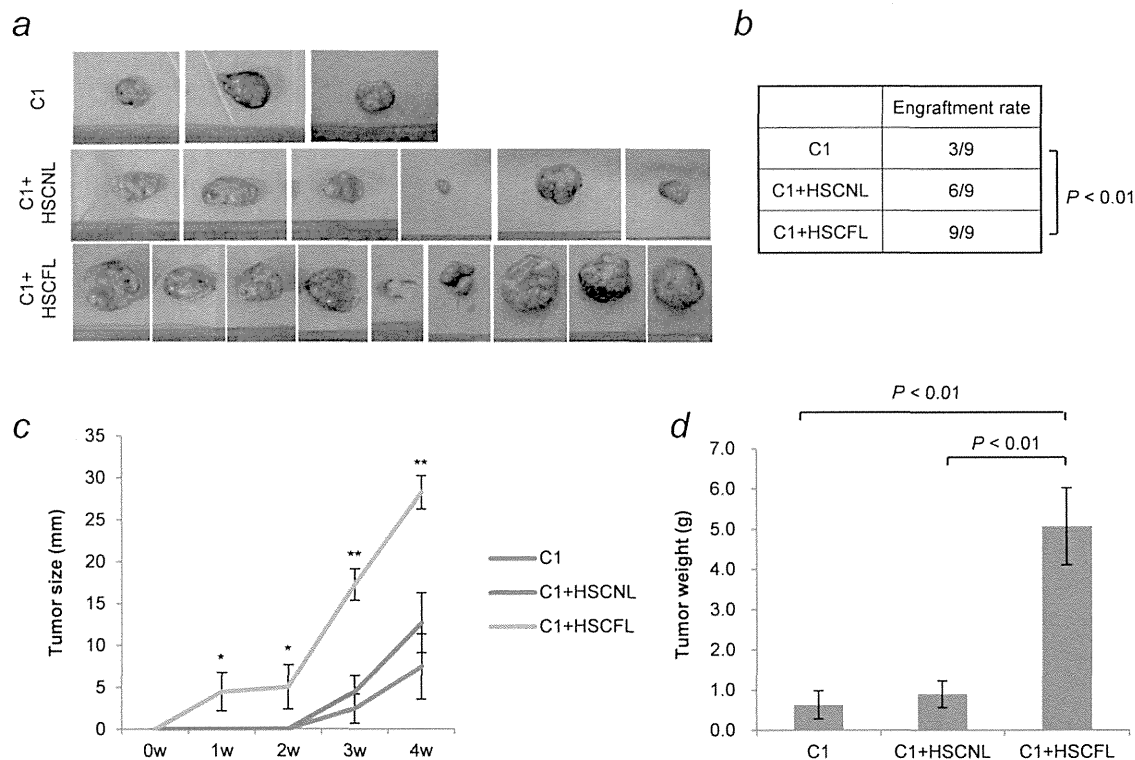 a
C1
C1+
HSCNL
C1+
HSCFL
b
Engraftment rate
C1 3/9
C1+HSCNL 6/9
C1+HSCFL 9/9
P < 0.01
c
Tumor size (mm)
35
30
25
20
15
10
5
0
0w 1w 2w 3w 4w
* * ** **
C1
C1+HSCNL
C1+HSCFL
d
P < 0.01
P < 0.01
Tumor weight (g)
7.0
6.0
5.0
4.0
3.0
2.0
1.0
0.0
C1 C1+HSCNL C1+HSCFL